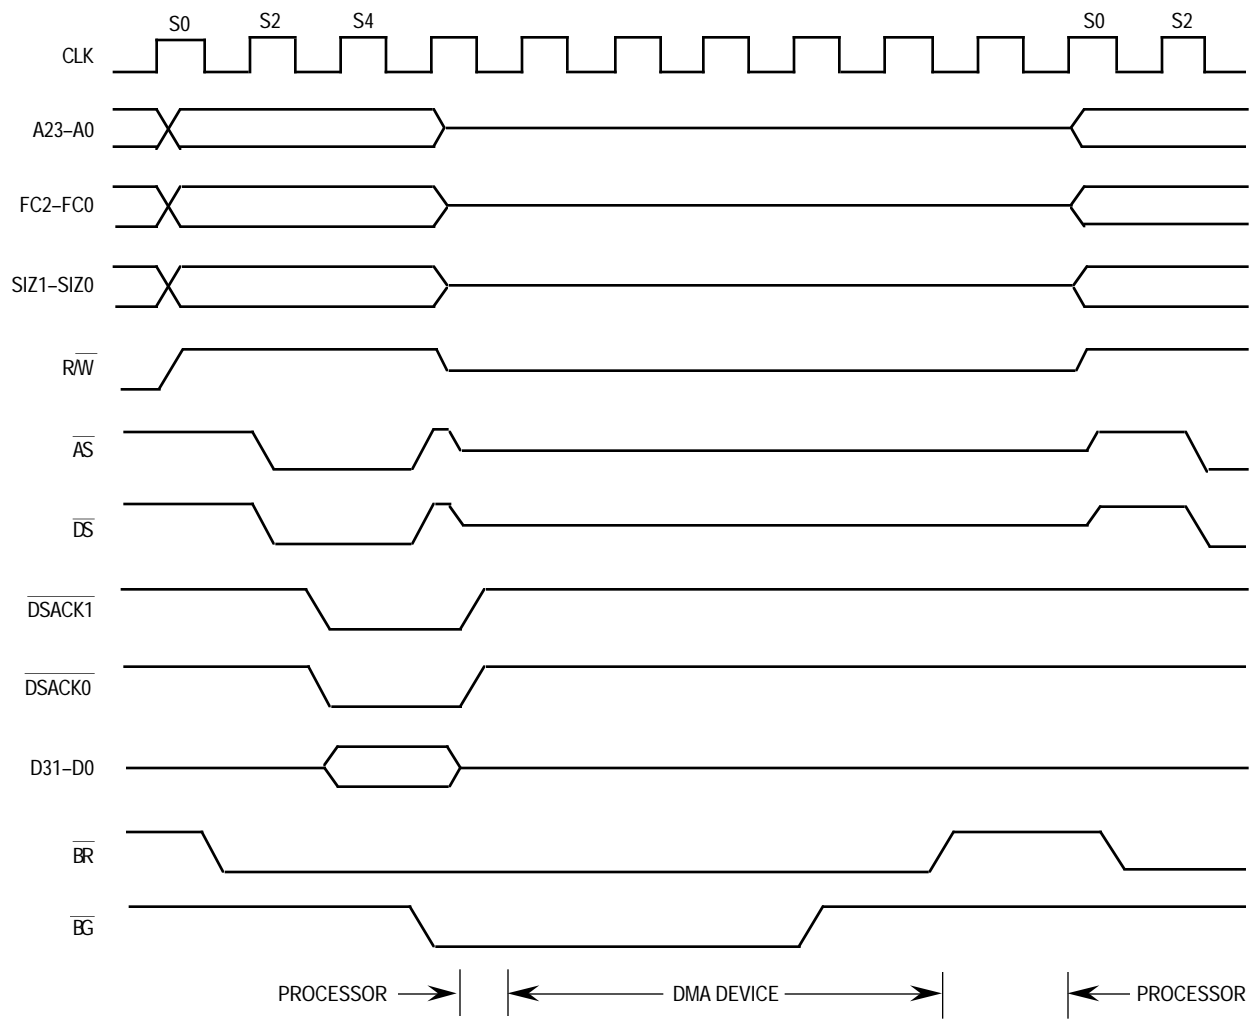 S0 S2 S4 S0 S2
CLK
A23–A0
FC2–FC0
SIZ1–SIZ0
R/W
AS
DS
DSACK1
DSACK0
D31–D0
BR
BG
PROCESSOR DMA DEVICE PROCESSOR